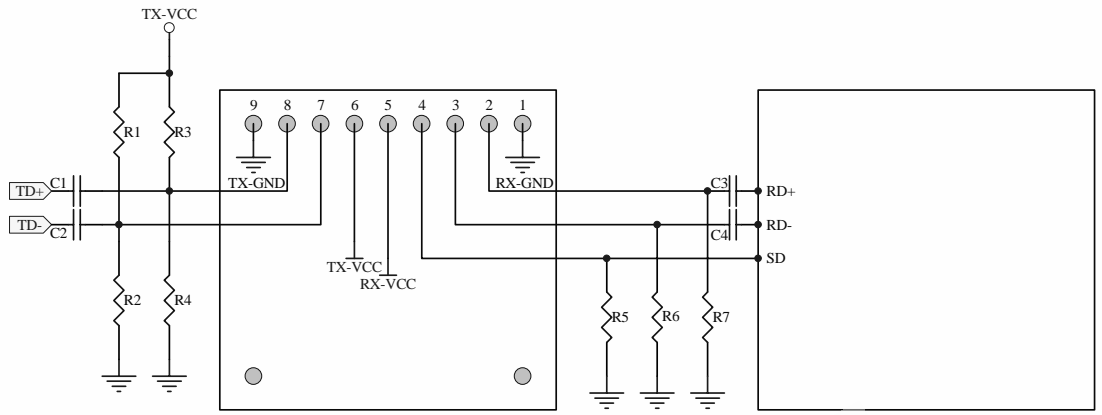 TX-VCC
9 8 7 6 5 4 3 2 1
R1 R3
TD+ C1 TX-GND RX-GND C3 RD+
TD- C2 C4 RD-
TX-VCC SD
RX-VCC
R2 R4 R5 R6 R7